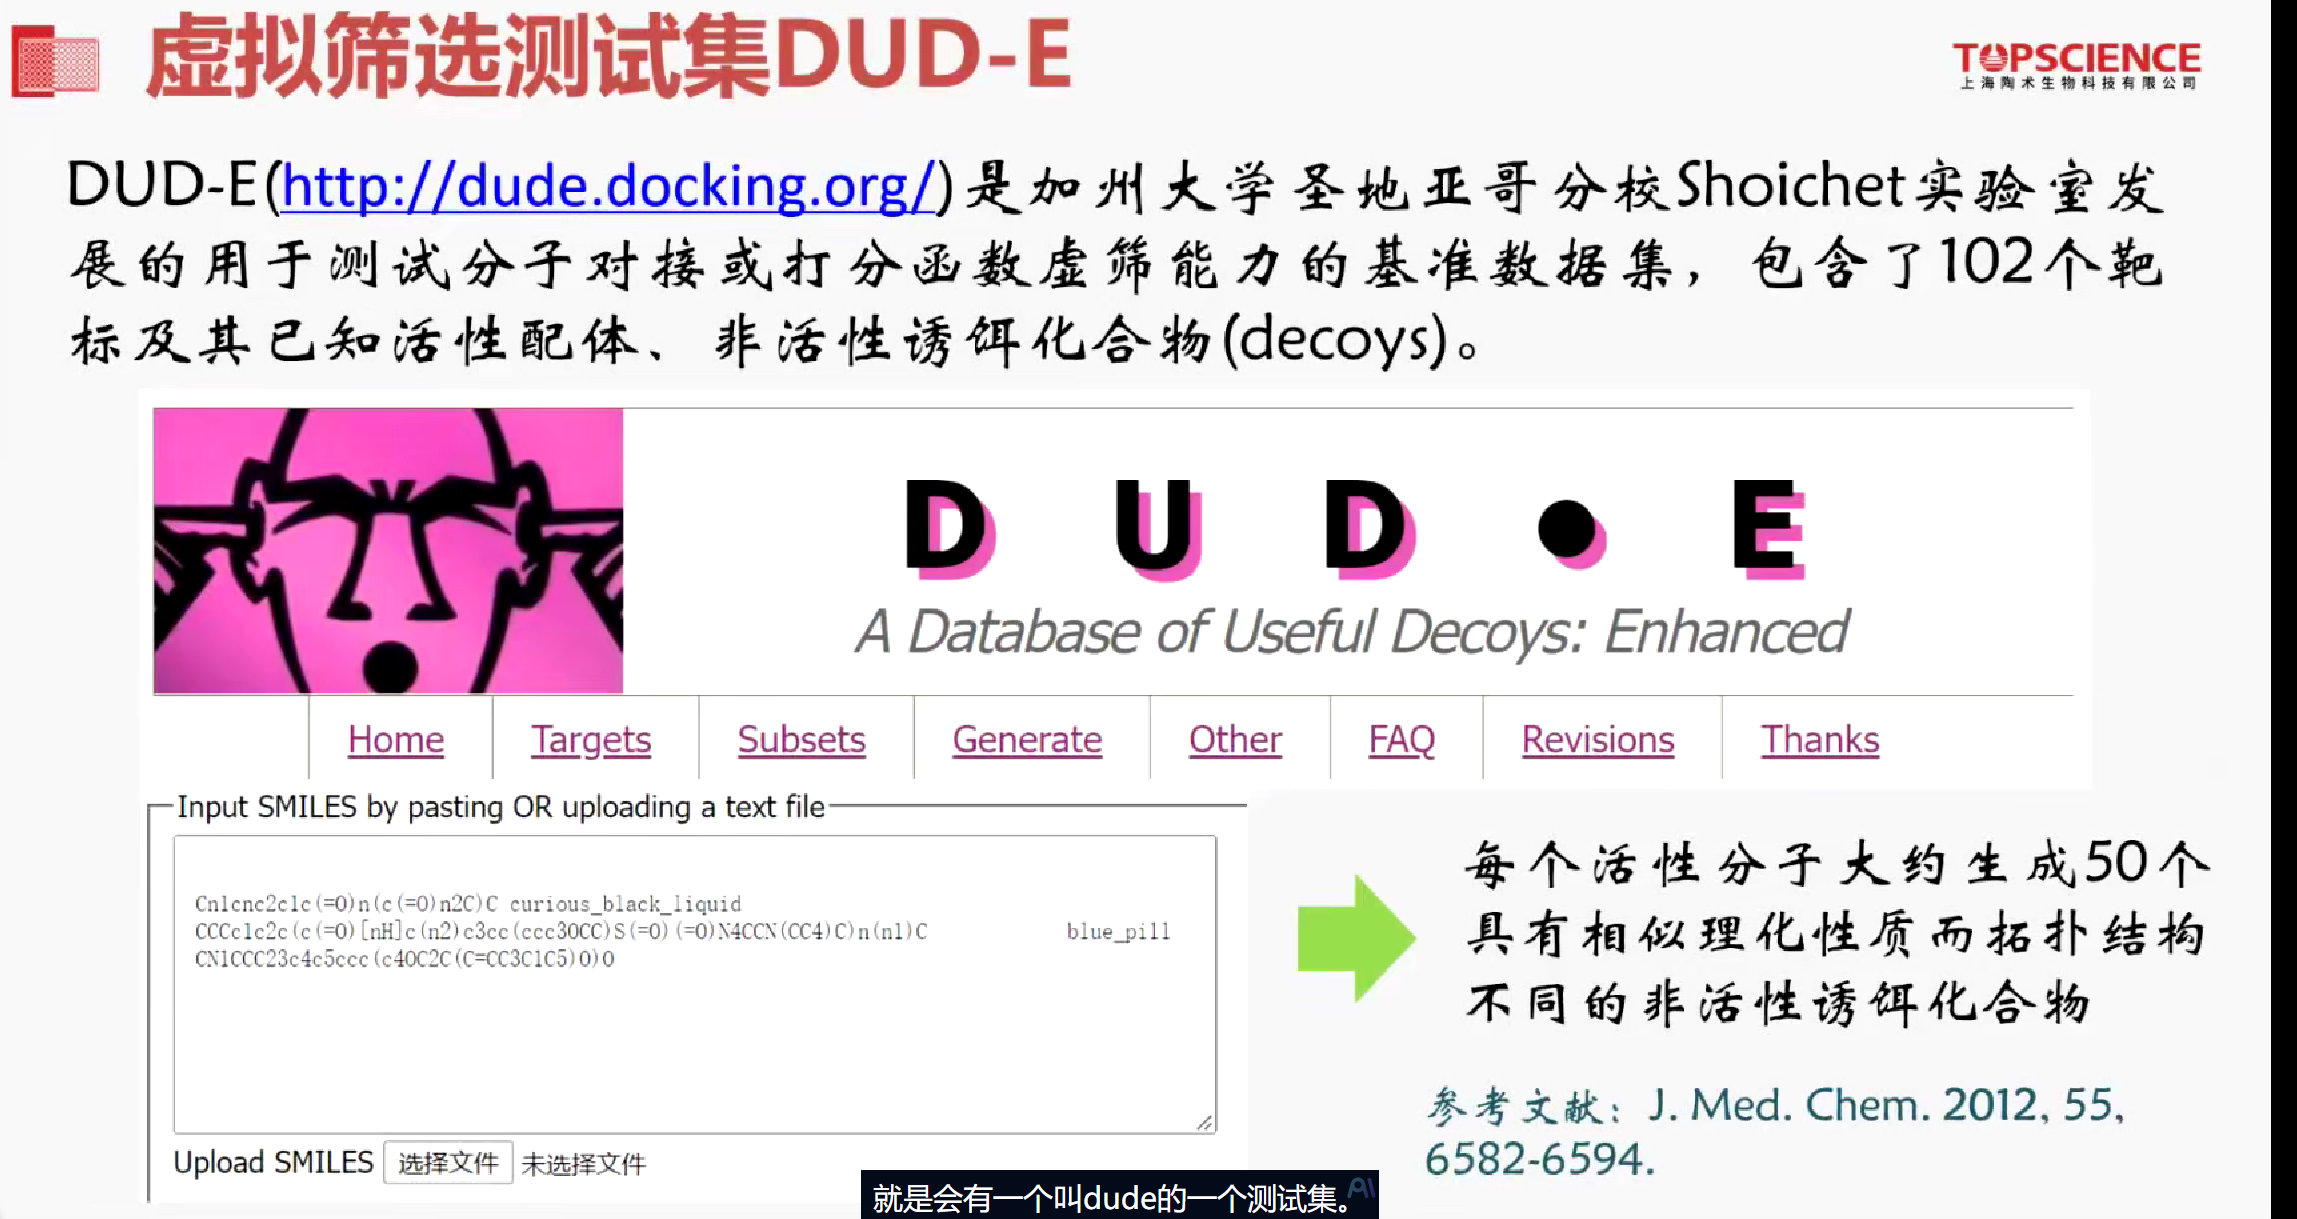 虚拟筛选测试集DUD-E
TOPSCIENCE
上海陶术生物科技有限公司
DUD-E(http://dude.docking.org/)是加州大学圣地亚哥分校Shoichet实验室发
展的用于测试分子对接或打分函数虚筛能力的基准数据集，包含了102个靶
标及其已知活性配体、非活性诱饵化合物(decoys)。
D U D • E
A Database of Useful Decoys: Enhanced
Home Targets Subsets Generate Other FAQ Revisions Thanks
Input SMILES by pasting OR uploading a text file
Cn1cnc2c1c(=O)n(c(=O)n2C)C curious_black_liquid
CCCc1c2c(c(=O)[nH]c(n2)c3cc(ccc3OCC)S(=O)(=O)N4CCN(CC4)C)n(n1)C blue_pill
CN1CCC23c4c5ccc(c4OC2C(C=CC3C1C5)O)O
每个活性分子大约生成50个
具有相似理化性质而拓扑结构
不同的非活性诱饵化合物
Upload SMILES 选择文件 未选择文件
参考文献：J. Med. Chem. 2012, 55,
6582-6594.
就是会有一个叫dude的一个测试集。AI